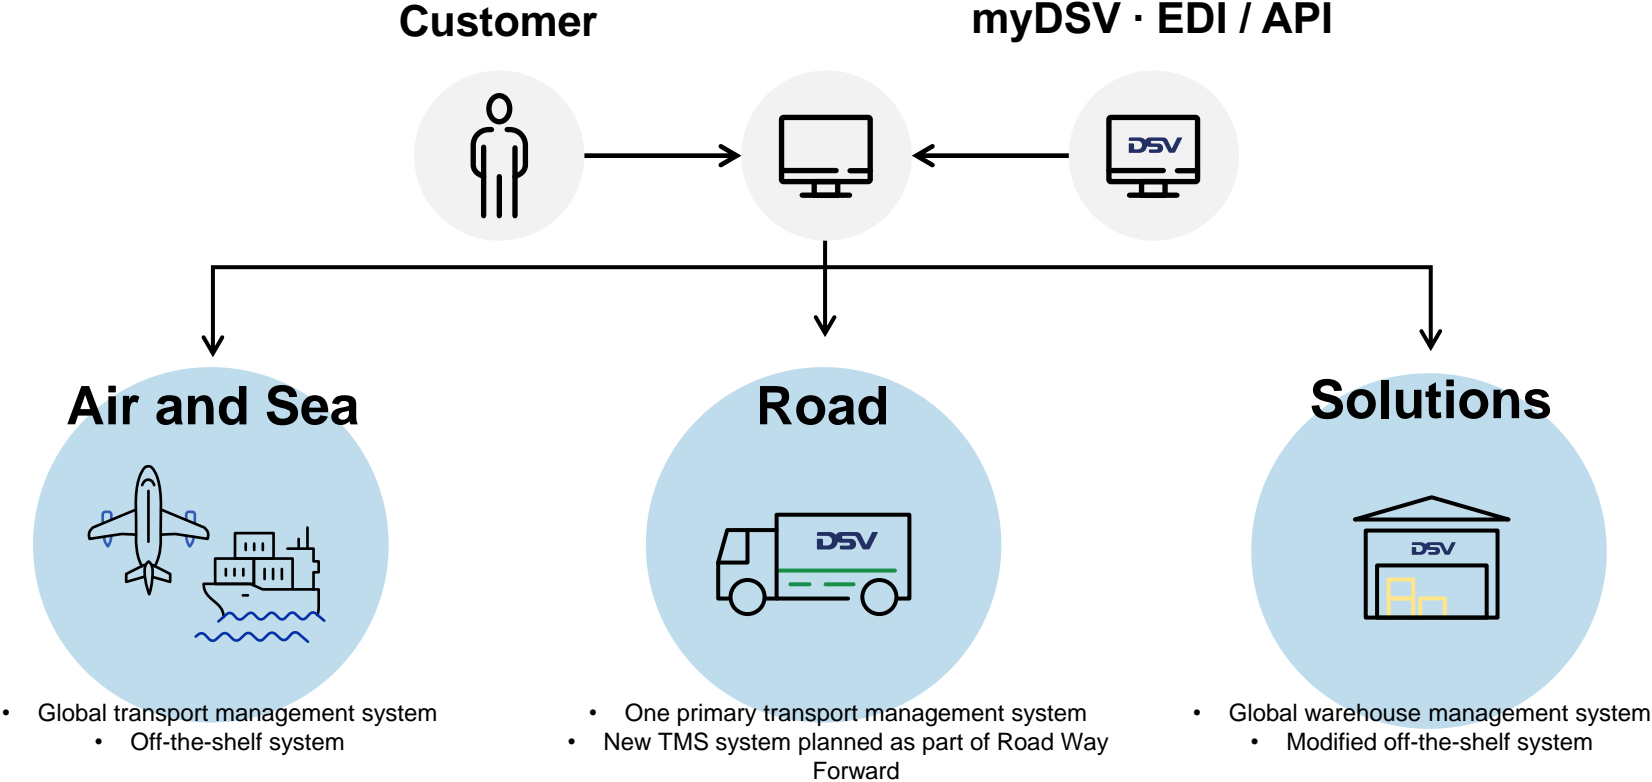 Customer
myDSV · EDI / API
DSV
Air and Sea
Road
Solutions
DSV
DSV
• Global transport management system
• Off-the-shelf system
• One primary transport management system
• New TMS system planned as part of Road Way
Forward
• Global warehouse management system
• Modified off-the-shelf system